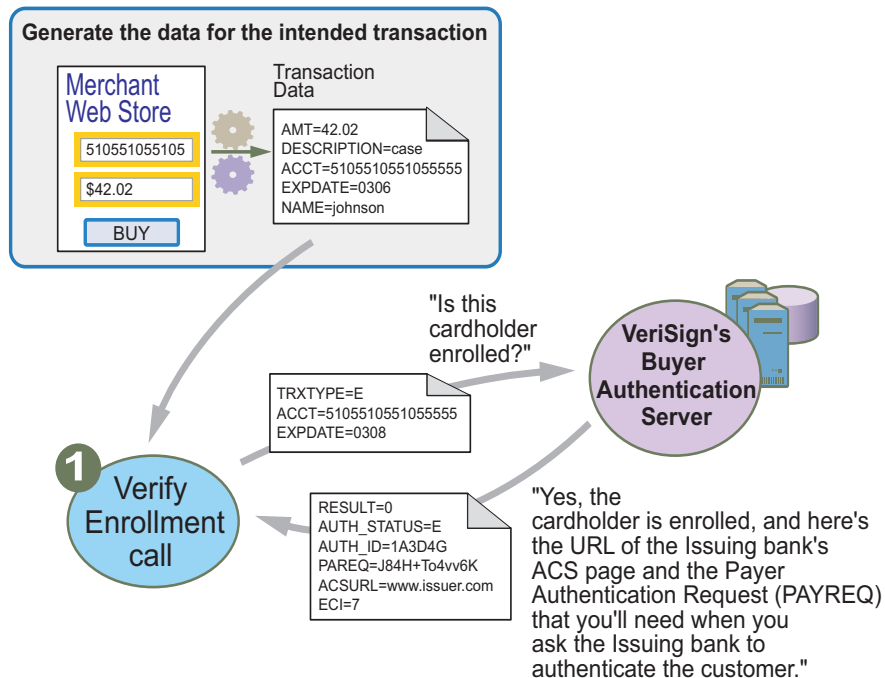 Generate the data for the intended transaction
Merchant
Web Store
510551055105
$42.02
BUY
Transaction
Data
AMT=42.02
DESCRIPTION=case
ACCT=5105510551055555
EXPDATE=0306
NAME=johnson
"Is this
cardholder
enrolled?"
VeriSign's
Buyer
Authentication
Server
TRXTYPE=E
ACCT=5105510551055555
EXPDATE=0308
1
Verify
Enrollment
call
RESULT=0
AUTH_STATUS=E
AUTH_ID=1A3D4G
PAREQ=J84H+To4vv6K
ACSURL=www.issuer.com
ECI=7
"Yes, the
cardholder is enrolled, and here's
the URL of the Issuing bank's
ACS page and the Payer
Authentication Request (PAYREQ)
that you'll need when you
ask the Issuing bank to
authenticate the customer."